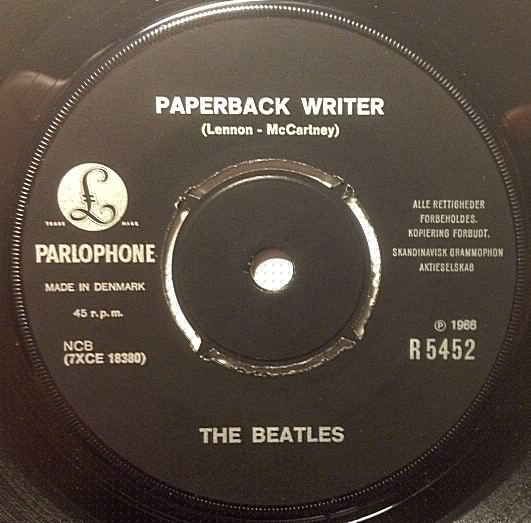 PAPERBACK WRITER
(Lennon - McCartney)
£
TRADE MARK
PARLOPHONE
MADE IN DENMARK
45 r.p.m.
NCB
(7XCE 18380)
ALLE RETTIGHEDER
FORBEHOLDES.
KOPIERING FORBUDT.
SKANDINAVISK GRAMMOPHON
AKTIESELSKAB
℗ 1966
R 5452
THE BEATLES